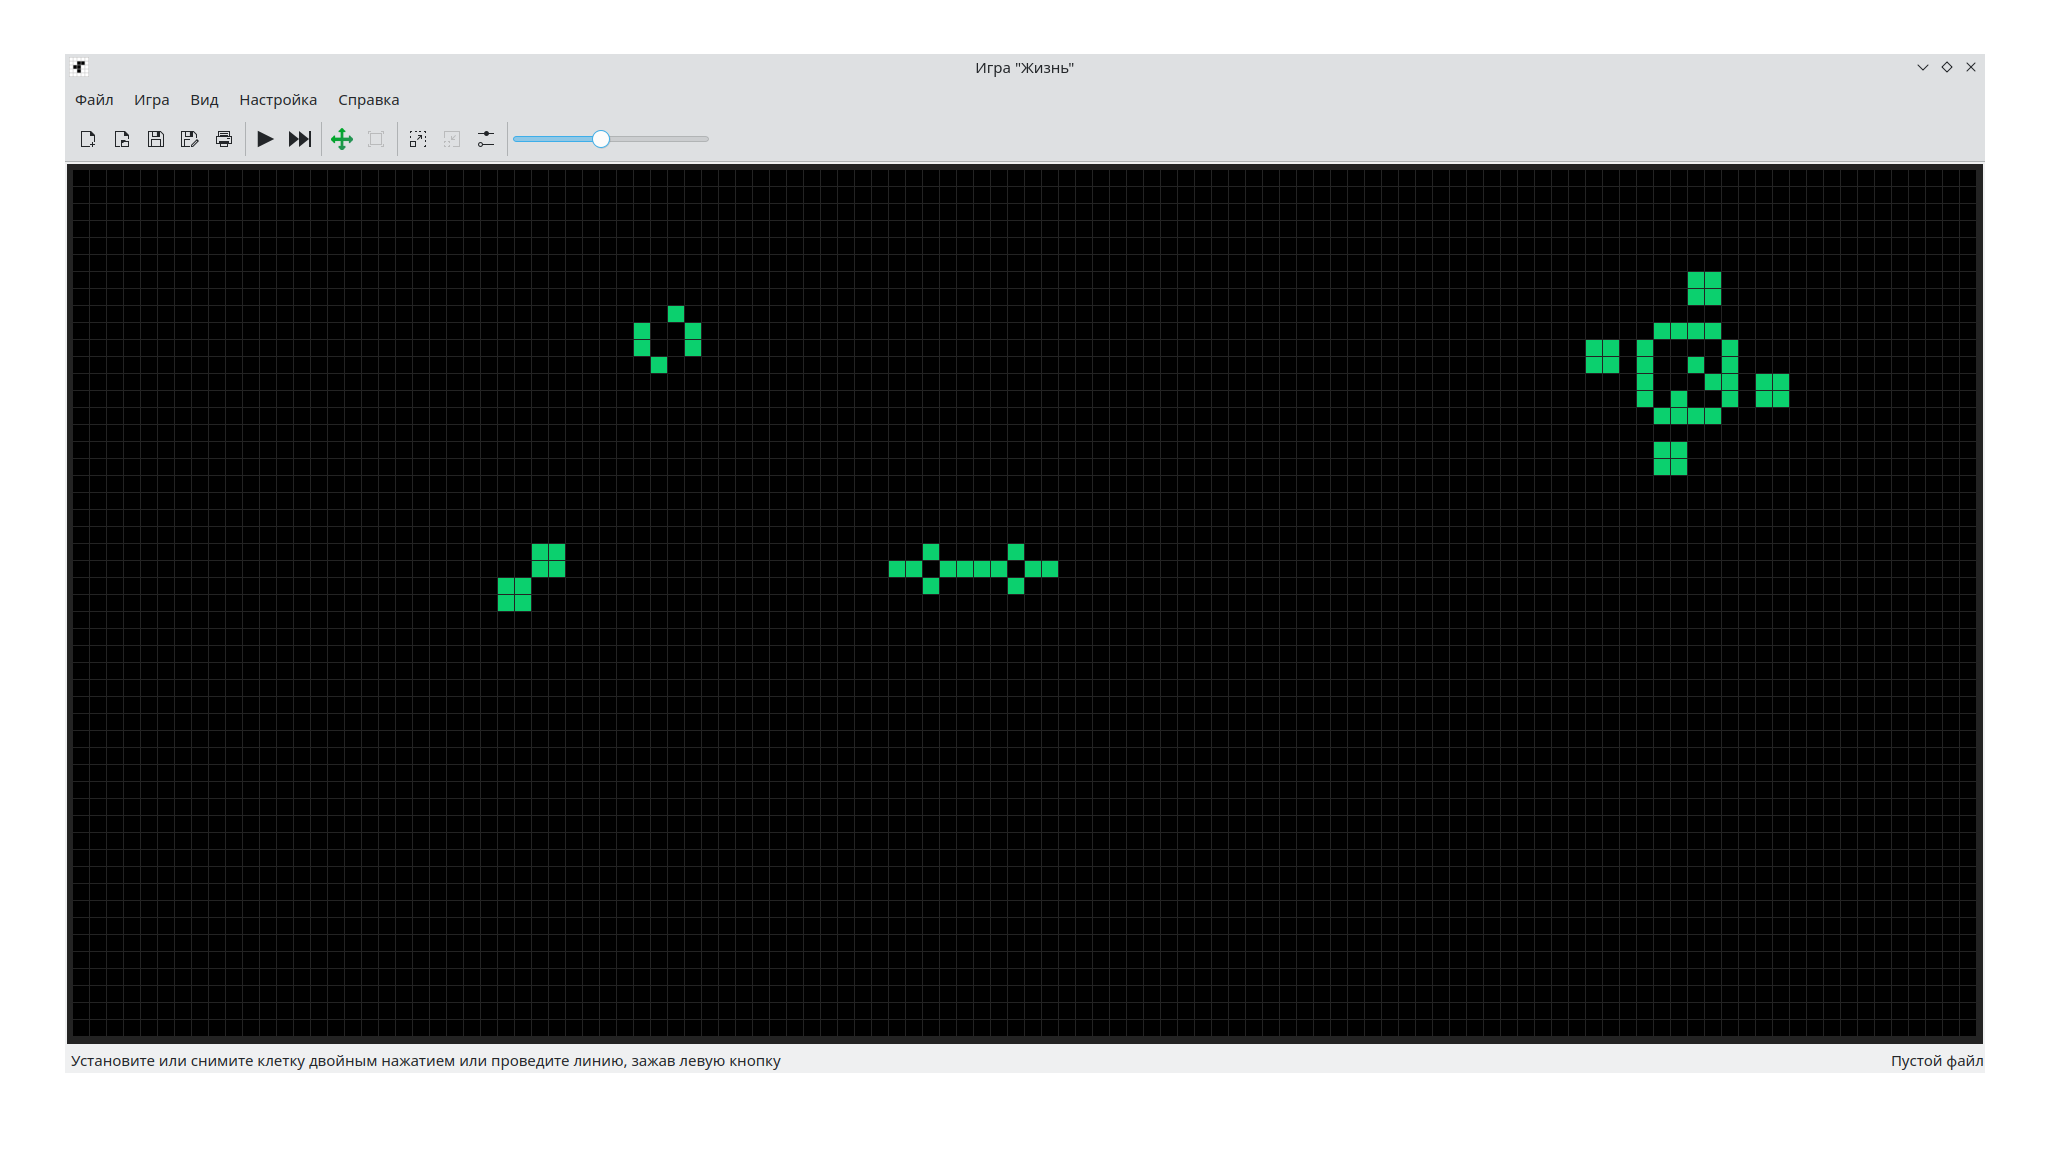 Игра "Жизнь"
Файл Игра Вид Настройка Справка
Установите или снимите клетку двойным нажатием или проведите линию, зажав левую кнопку
Пустой файл